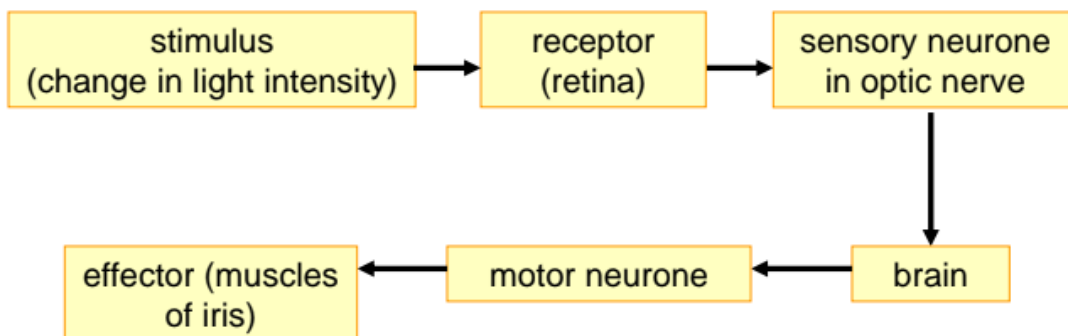 stimulus
(change in light intensity)
receptor
(retina)
sensory neurone
in optic nerve
brain
motor neurone
effector (muscles
of iris)